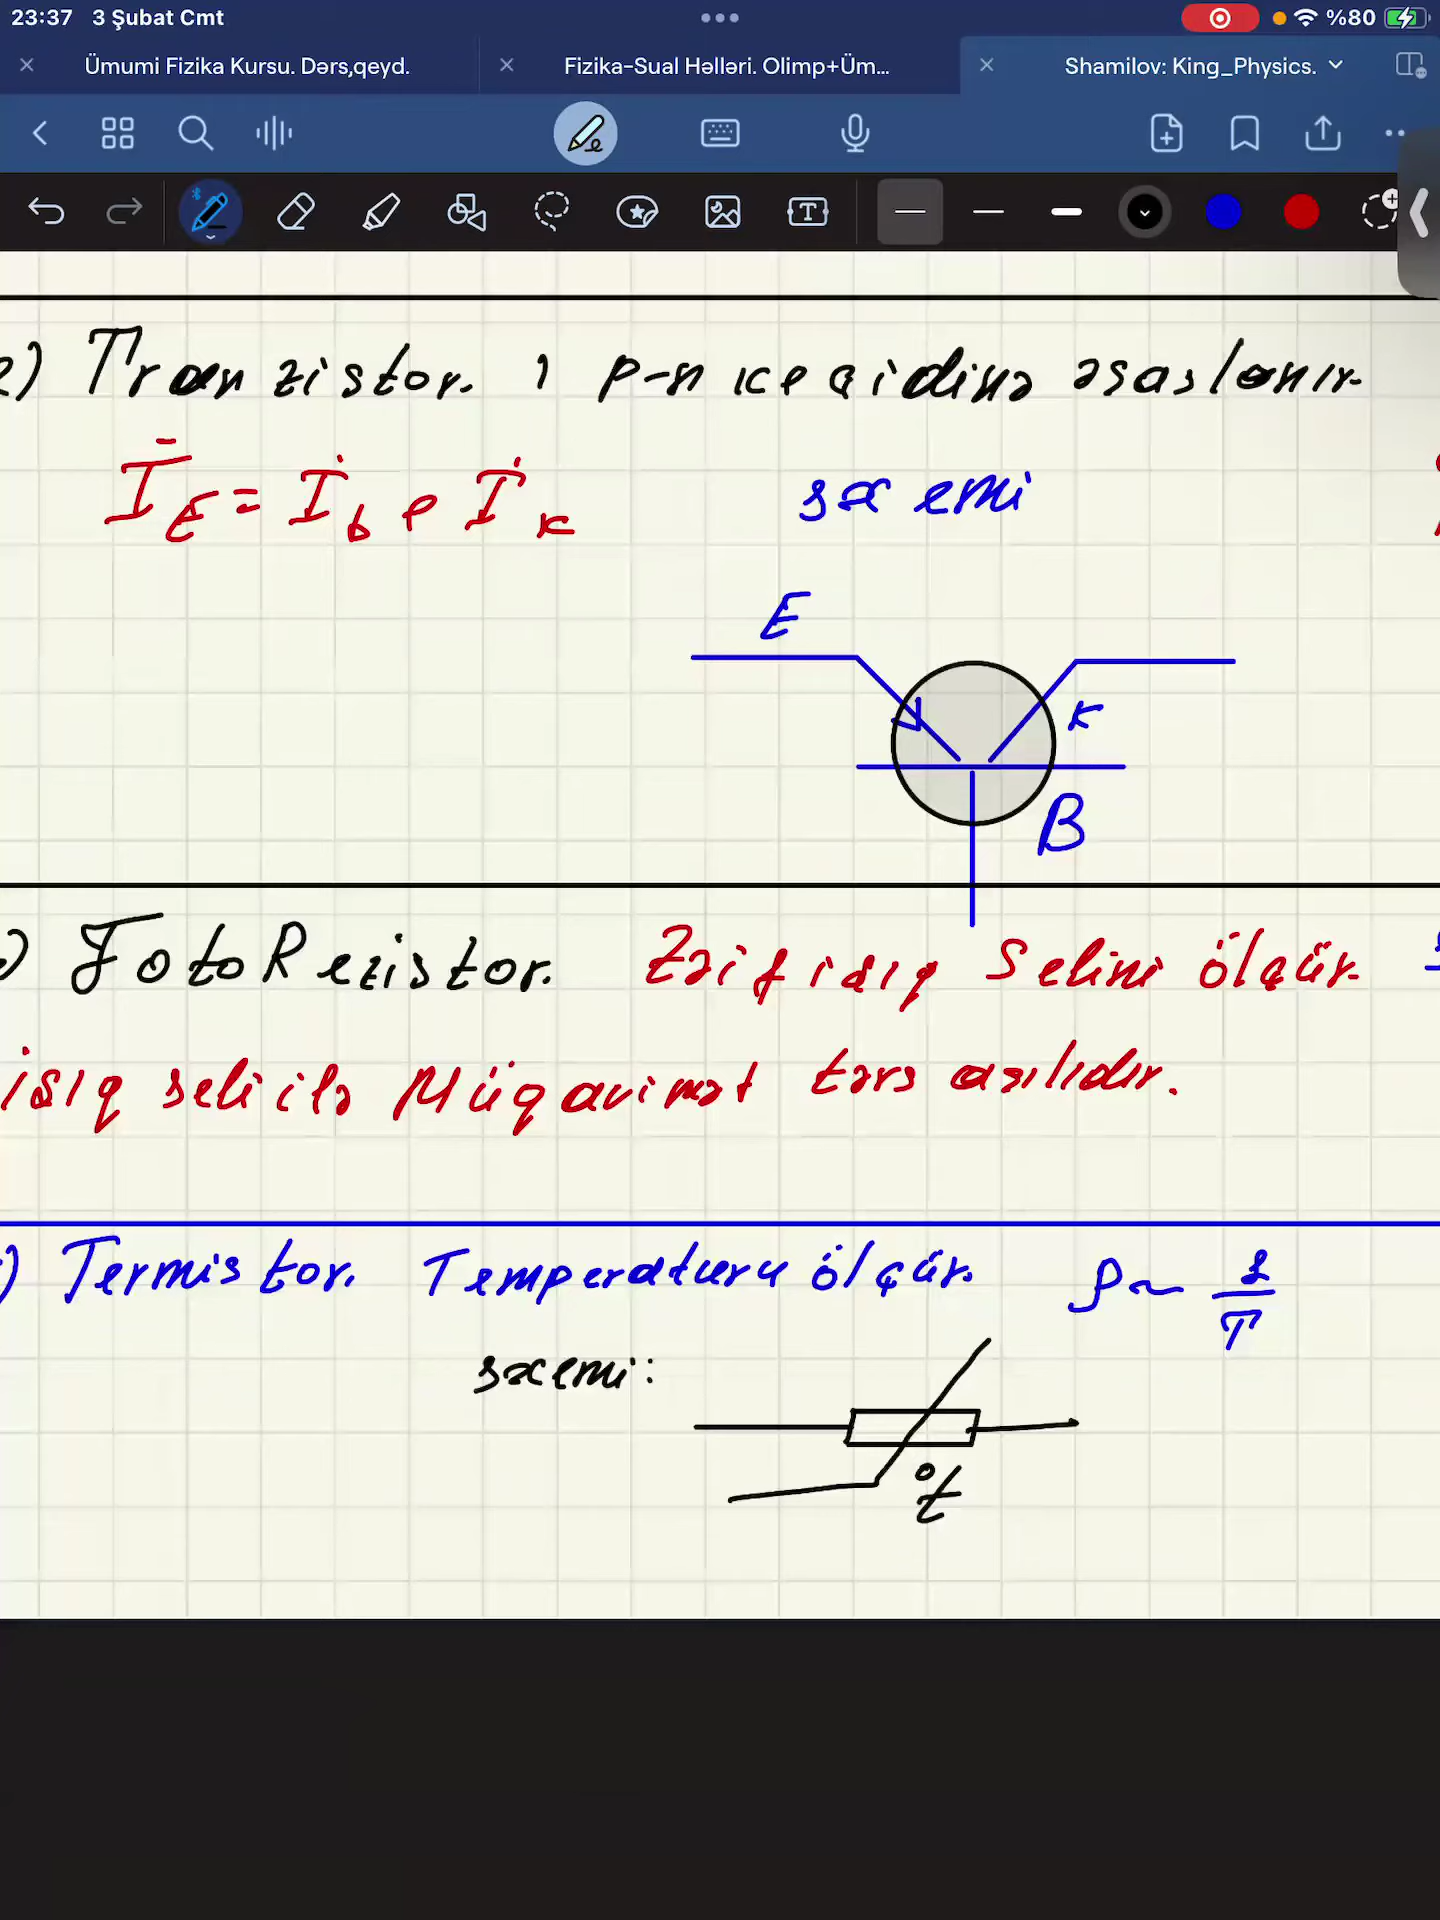 23:37 3 Şubat Cmt %80
Ümumi Fizika Kursu. Dərs,qeyd. Fizika-Sual Həlləri. Olimp+Üm... Shamilov: King_Physics.
2) Tranzistor. 1 p-n keçidinə əsaslanır.
I_E = I_b + I_K sxemi
E
K
B
FotoRezistor. Zəif işıq Selini ölçür.
işıq seli ilə Müqavimət tərs asılıdır.
) Termistor. Temperaturu ölçür. ρ ~ 1/T
sxemi:
°t